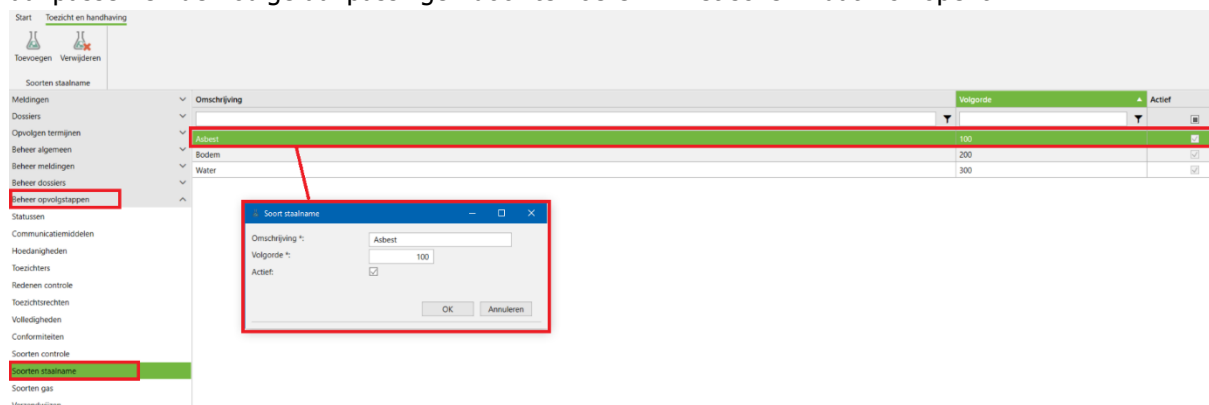 Start Toezicht en handhaving
Toevoegen Verwijderen
Soorten staalname
Meldingen
Dossiers
Opvolgen termijnen
Beheer algemeen
Beheer meldingen
Beheer dossiers
Beheer opvolgstappen
Statussen
Communicatiemiddelen
Hoedanigheden
Toezichters
Redenen controle
Toezichtsrechten
Volledigheden
Conformiteiten
Soorten controle
Soorten staalname
Soorten gas
Omschrijving Volgorde Actief
Asbest 100
Bodem 200
Water 300
Soort staalname
Omschrijving *: Asbest
Volgorde *: 100
Actief:
OK Annuleren